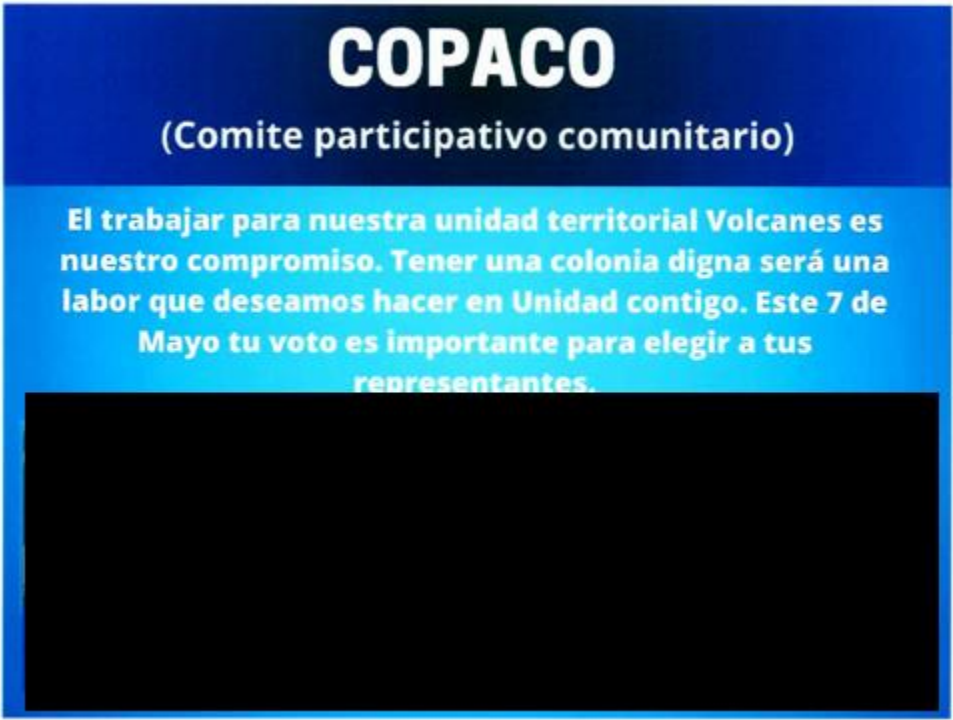 COPACO
(Comite participativo comunitario)
El trabajar para nuestra unidad territorial Volcanes es
nuestro compromiso. Tener una colonia digna será una
labor que deseamos hacer en Unidad contigo. Este 7 de
Mayo tu voto es importante para elegir a tus
representantes.